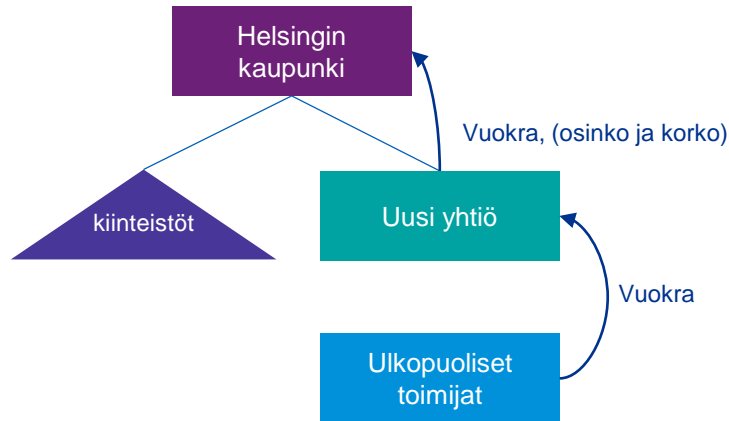 Helsingin
kaupunki
Vuokra, (osinko ja korko)
kiinteistöt
Uusi yhtiö
Vuokra
Ulkopuoliset
toimijat